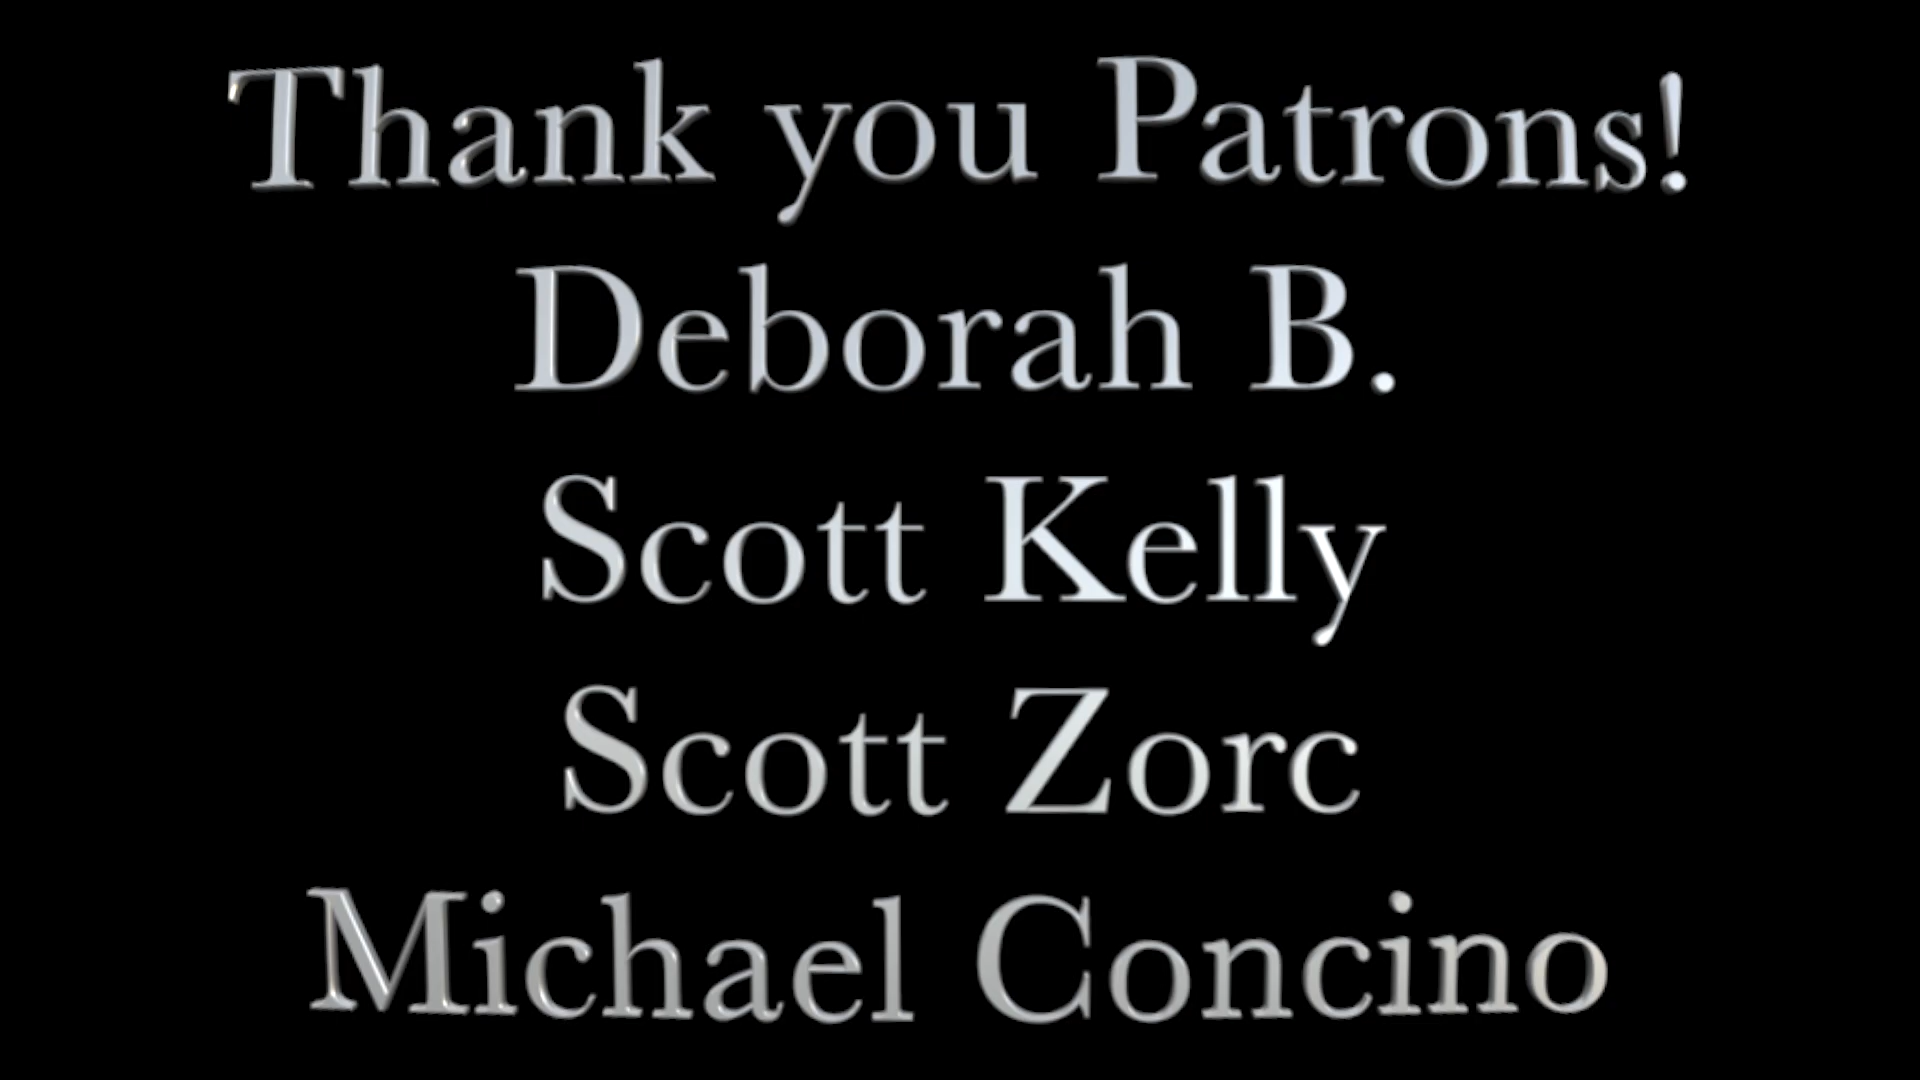 Thank you Patrons!
Deborah B.
Scott Kelly
Scott Zorc
Michael Concino